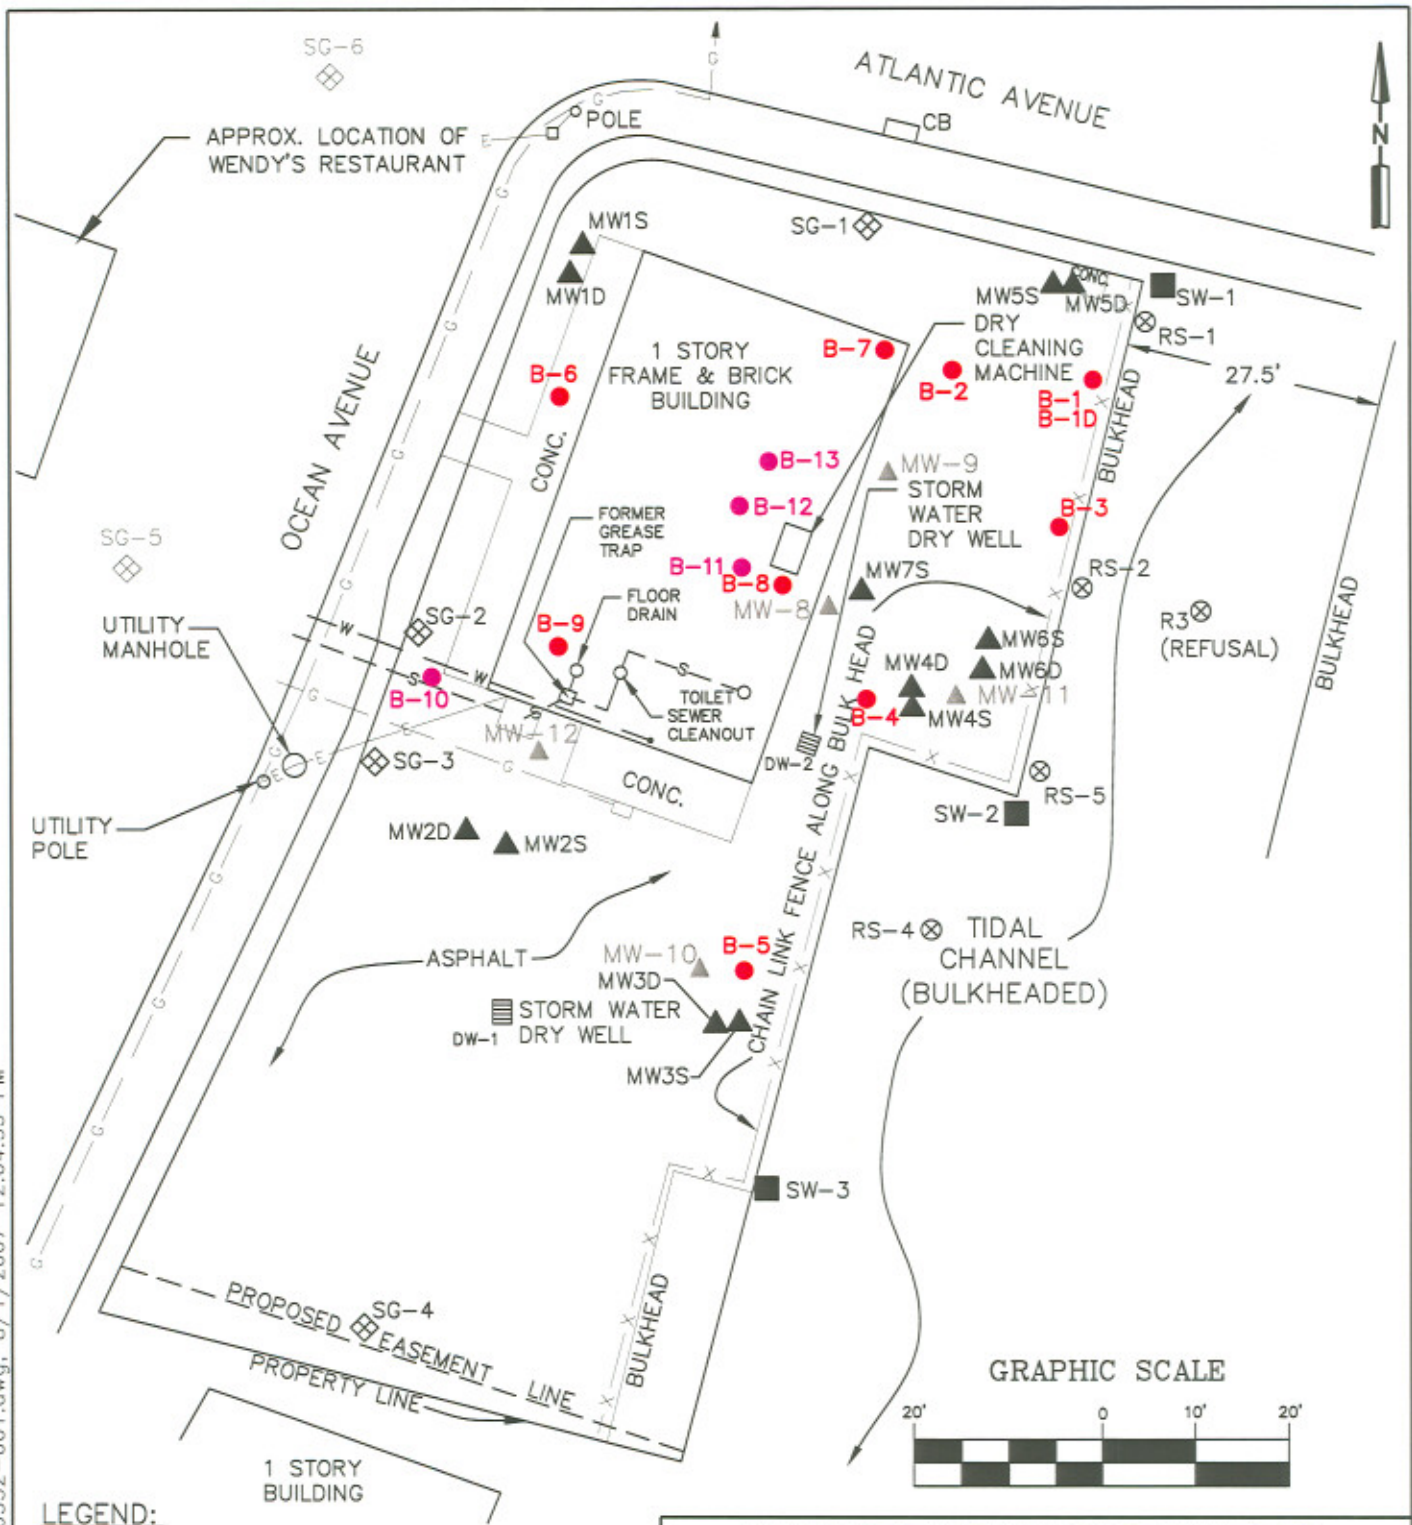 SG-6
ATLANTIC AVENUE
G
POLE
CB
APPROX. LOCATION OF
WENDY'S RESTAURANT
E
G
N
G
MW1S
SG-1
MW1D
CONC.
MW5S
MW5D
SW-1
RS-1
DRY
CLEANING
MACHINE
G
B-7
1 STORY
FRAME & BRICK
BUILDING
B-6
B-2
B-1
B-1D
27.5'
X
OCEAN AVENUE
G
CONC.
B-13
MW-9
BULKHEAD
STORM
WATER
DRY WELL
X
B-12
B-3
FORMER
GREASE
TRAP
SG-5
B-11
B-8
MW7S
RS-2
G
X
FLOOR
DRAIN
MW-8
R3
(REFUSAL)
BULKHEAD
UTILITY
MANHOLE
W
SG-2
B-9
MW6S
S
W
B-10
S
TOILET
SEWER
CLEANOUT
MW4D
MW6D
MW-11
X
B-4
MW4S
G
G
E
S
MW-12
DW-2
X
X
G
E
E
SG-3
G
CONC.
RS-5
SW-2
UTILITY
POLE
MW2D
MW2S
G
X
CHAIN LINK FENCE ALONG BULK HEAD
RS-4
TIDAL
CHANNEL
(BULKHEADED)
ASPHALT
MW-10
B-5
X
MW3D
STORM WATER
DRY WELL
DW-1
MW3S
X
G
X
SW-3
X
G
BULKHEAD
PROPOSED EASEMENT LINE
SG-4
X
PROPERTY LINE
X
GRAPHIC SCALE
20' 0 10' 20'
1 STORY
BUILDING
LEGEND: